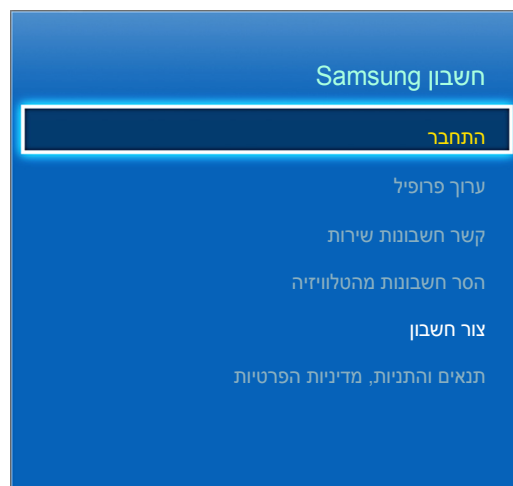 חשבון Samsung
התחבר
ערוך פרופיל
קשר חשבונות שירות
הסר חשבונות מהטלוויזיה
צור חשבון
תנאים והתניות, מדיניות הפרטיות